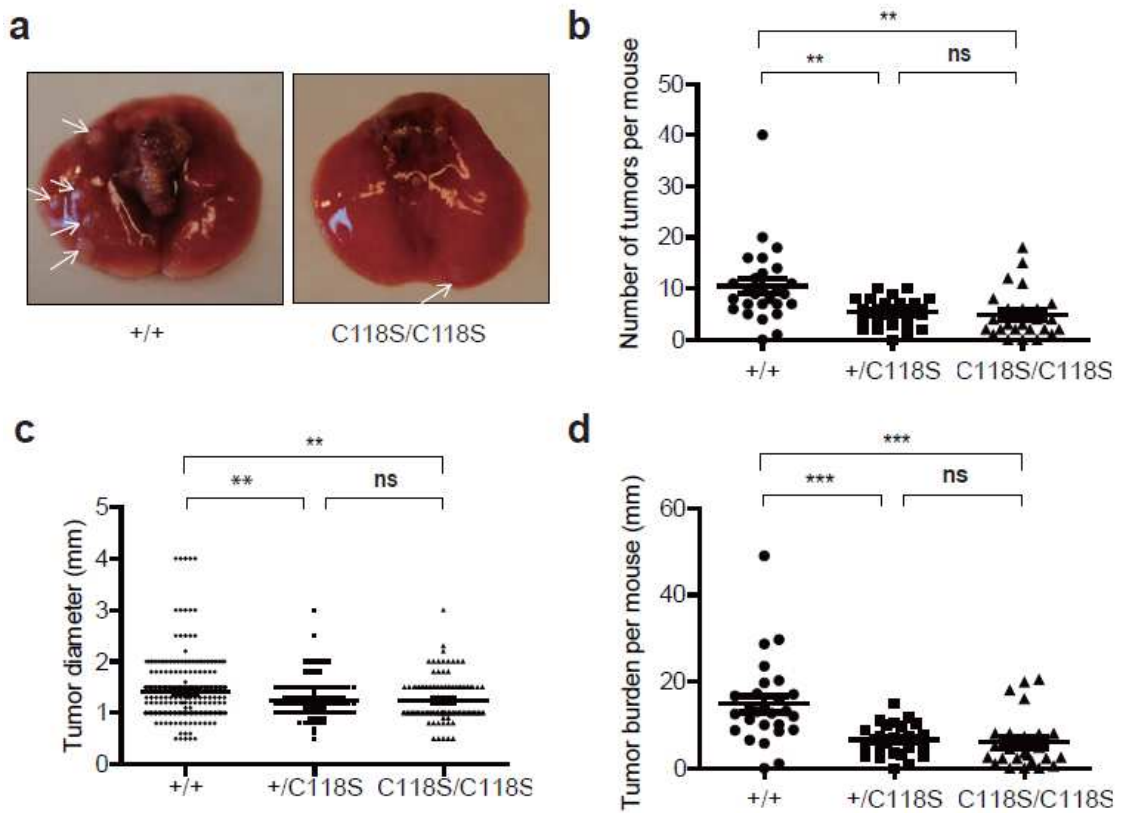 a
+/+
C118S/C118S
b
**
**
ns
Number of tumors per mouse
50
40
30
20
10
0
+/+
+/C118S
C118S/C118S
c
**
**
ns
Tumor diameter (mm)
5
4
3
2
1
0
+/+
+/C118S
C118S/C118S
d
***
***
ns
Tumor burden per mouse (mm)
60
40
20
0
+/+
+/C118S
C118S/C118S